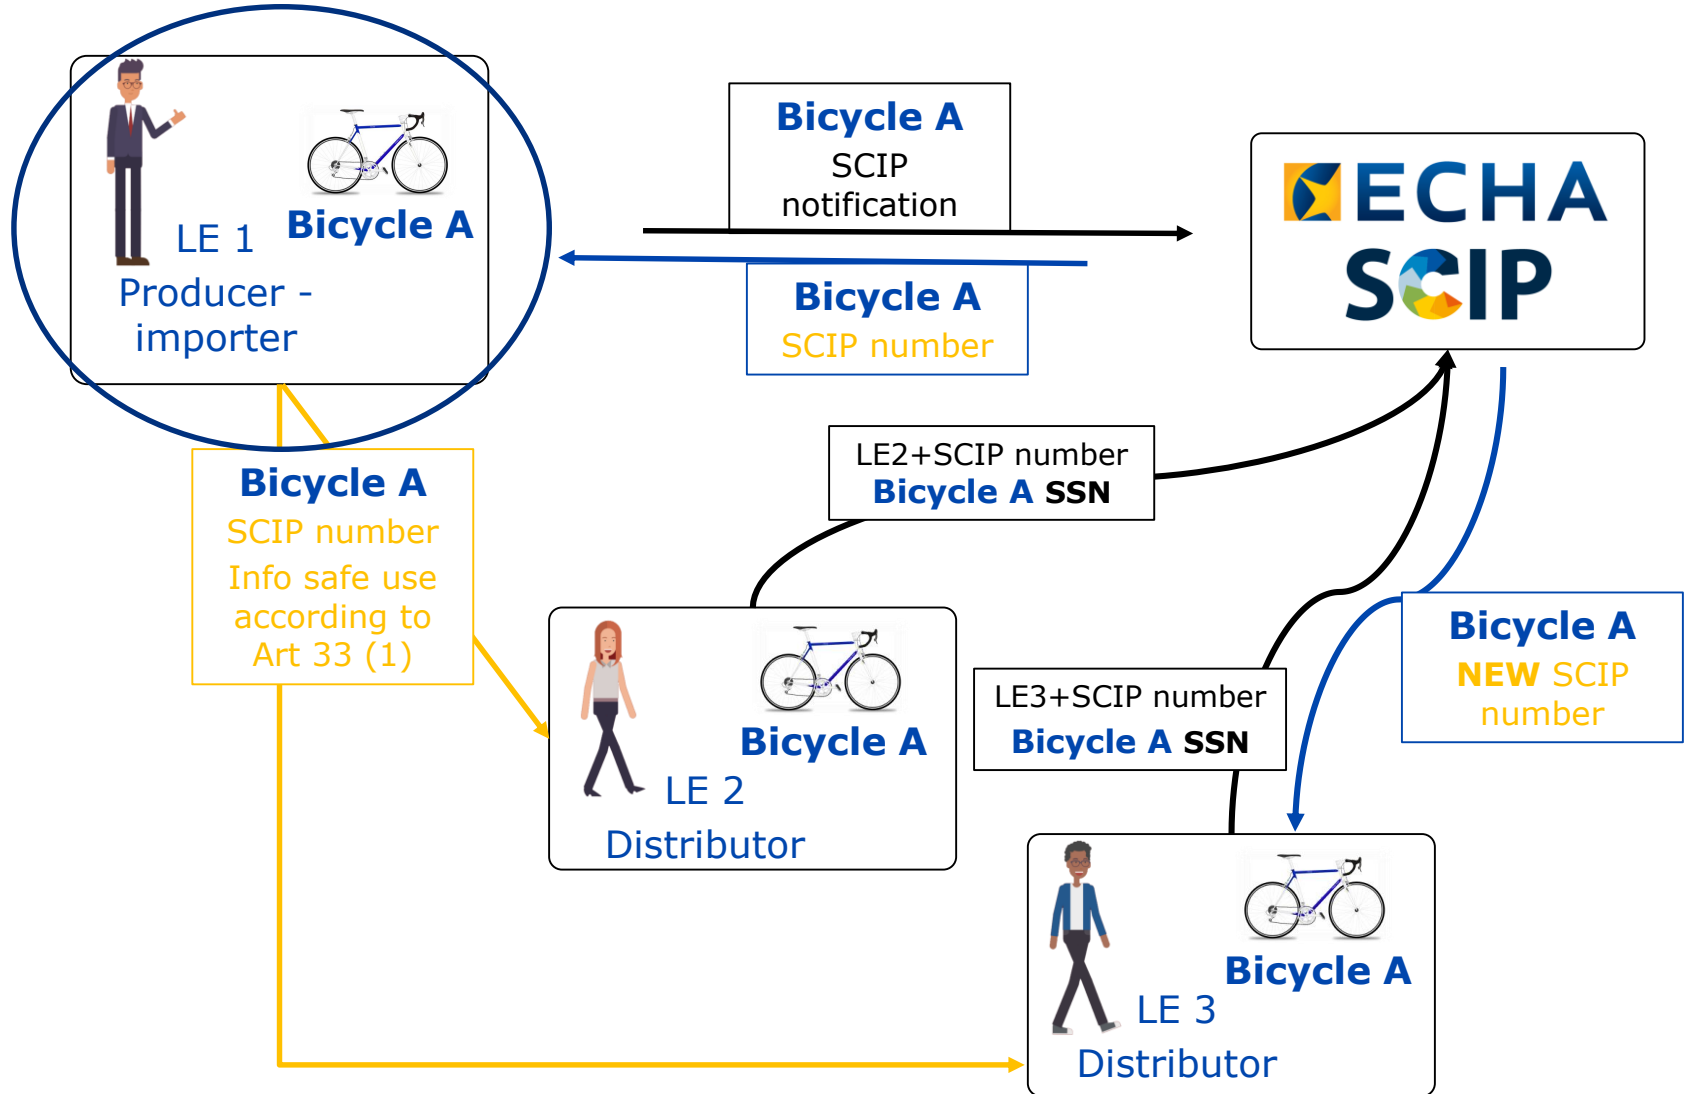 LE 1
Bicycle A
Producer -
importer
Bicycle A
SCIP
notification
Bicycle A
SCIP number
ECHA
SCIP
Bicycle A
SCIP number
Info safe use
according to
Art 33 (1)
LE2+SCIP number
Bicycle A SSN
Bicycle A
LE 2
Distributor
LE3+SCIP number
Bicycle A SSN
Bicycle A
NEW SCIP
number
Bicycle A
LE 3
Distributor